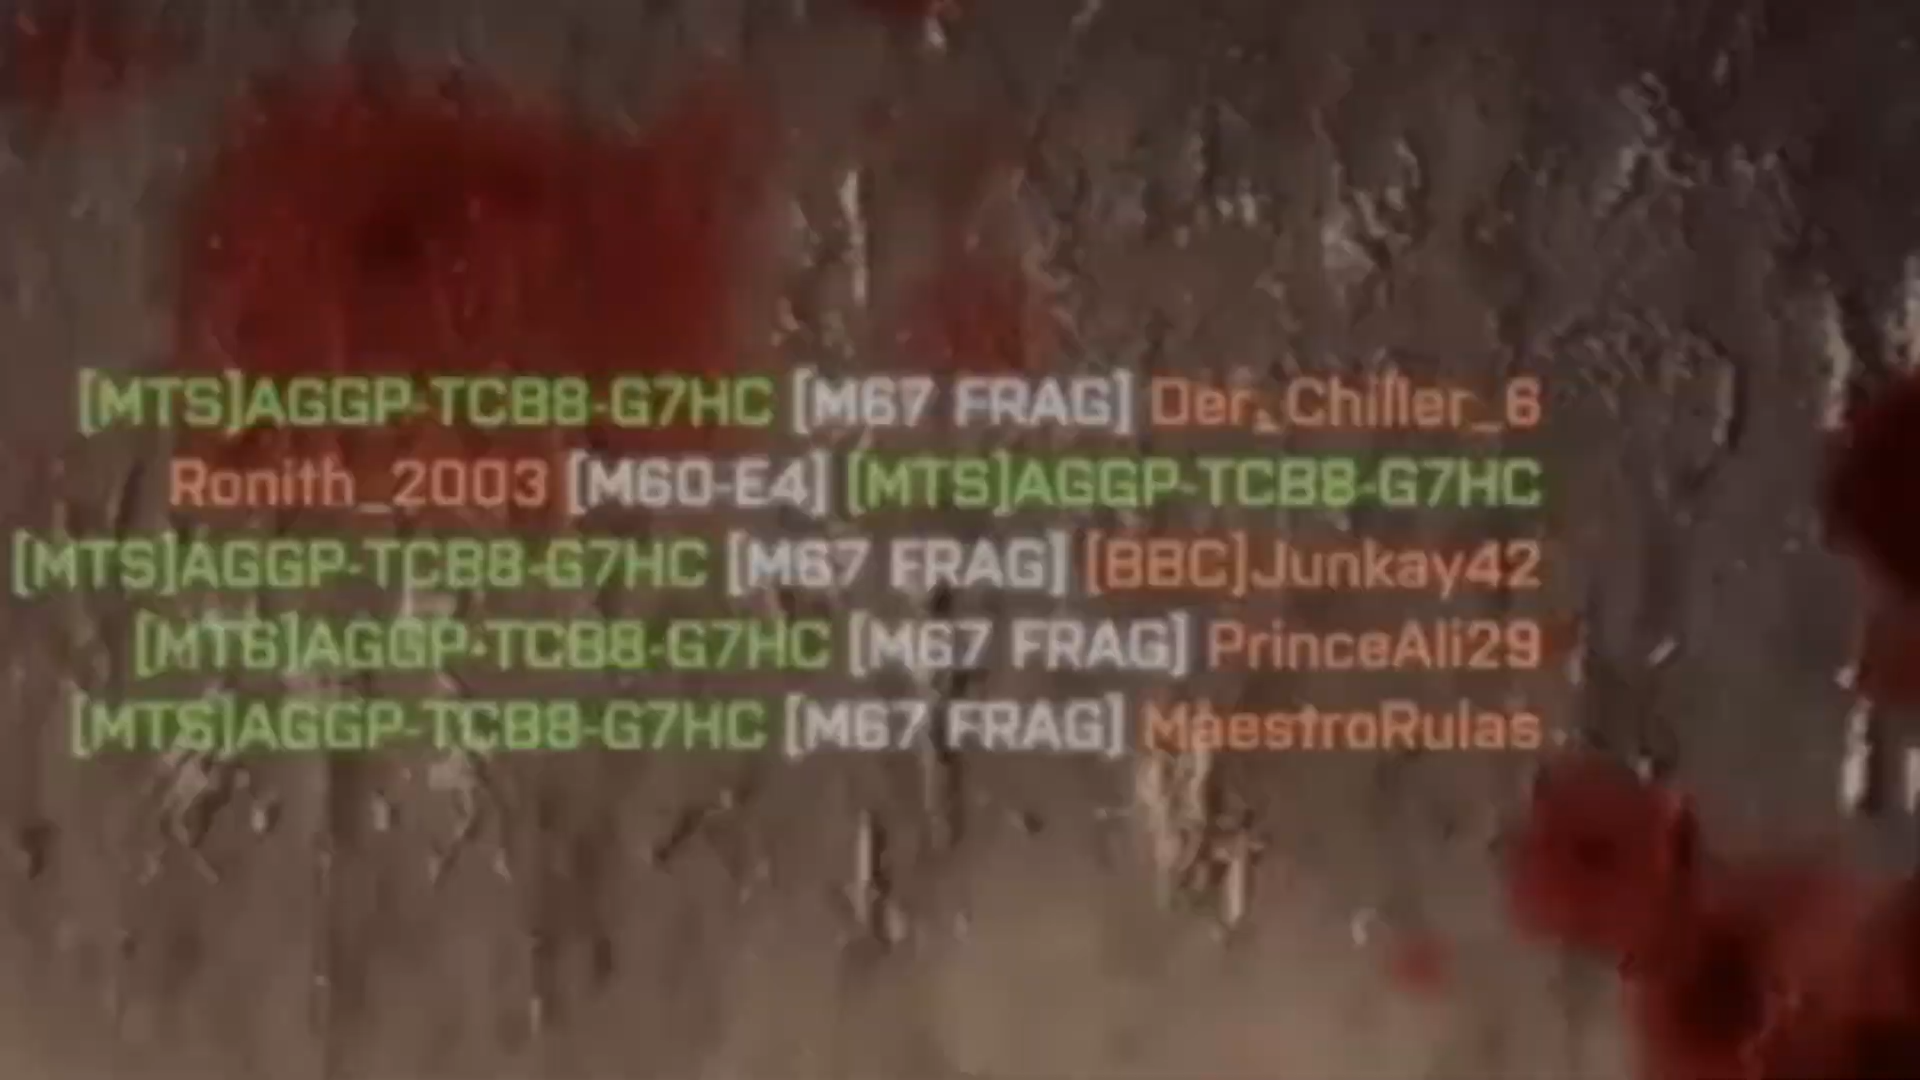 [MTS]AGGP-TCB8-G7HC [M67 FRAG] Der_Chiller_6
Ronith_2003 [M60-E4] [MTS]AGGP-TCB8-G7HC
[MTS]AGGP-TCB8-G7HC [M67 FRAG] [BBC]Junkay42
[MTS]AGGP-TCB8-G7HC [M67 FRAG] PrinceAli29
[MTS]AGGP-TCB8-G7HC [M67 FRAG] MaestroRulas